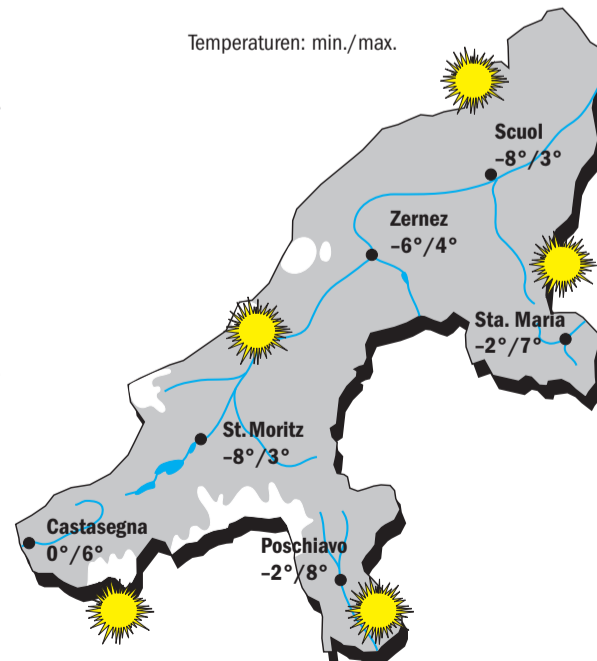 Temperaturen: min./max.
Scuol
–8°/3°
Zernez
–6°/4°
Sta. Maria
–2°/7°
St. Moritz
–8°/3°
Castasegna
0°/6°
Poschiavo
–2°/8°